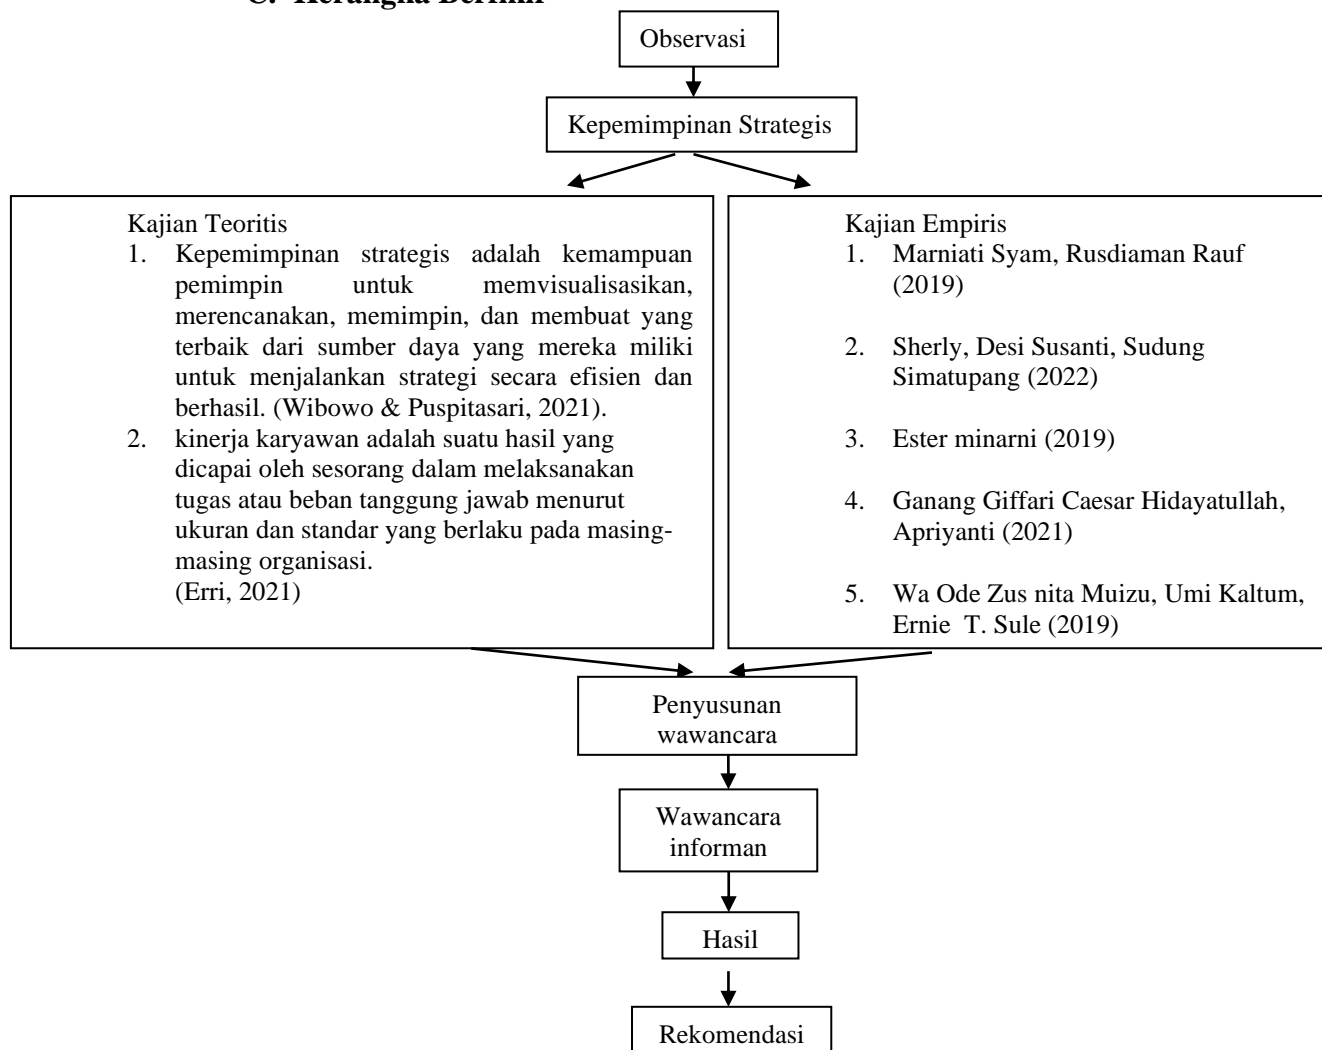 C. Kerangka Berfikir
Observasi
Kepemimpinan Strategis
Kajian Teoritis
1. Kepemimpinan strategis adalah kemampuan
pemimpin untuk memvisualisasikan,
merencanakan, memimpin, dan membuat yang
terbaik dari sumber daya yang mereka miliki
untuk menjalankan strategi secara efisien dan
berhasil. (Wibowo & Puspitasari, 2021).
2. kinerja karyawan adalah suatu hasil yang
dicapai oleh sesorang dalam melaksanakan
tugas atau beban tanggung jawab menurut
ukuran dan standar yang berlaku pada masing-
masing organisasi.
(Erri, 2021)
Kajian Empiris
1. Marniati Syam, Rusdiaman Rauf
(2019)
2. Sherly, Desi Susanti, Sudung
Simatupang (2022)
3. Ester minarni (2019)
4. Ganang Giffari Caesar Hidayatullah,
Apriyanti (2021)
5. Wa Ode Zus nita Muizu, Umi Kaltum,
Ernie T. Sule (2019)
Penyusunan
wawancara
Wawancara
informan
Hasil
Rekomendasi